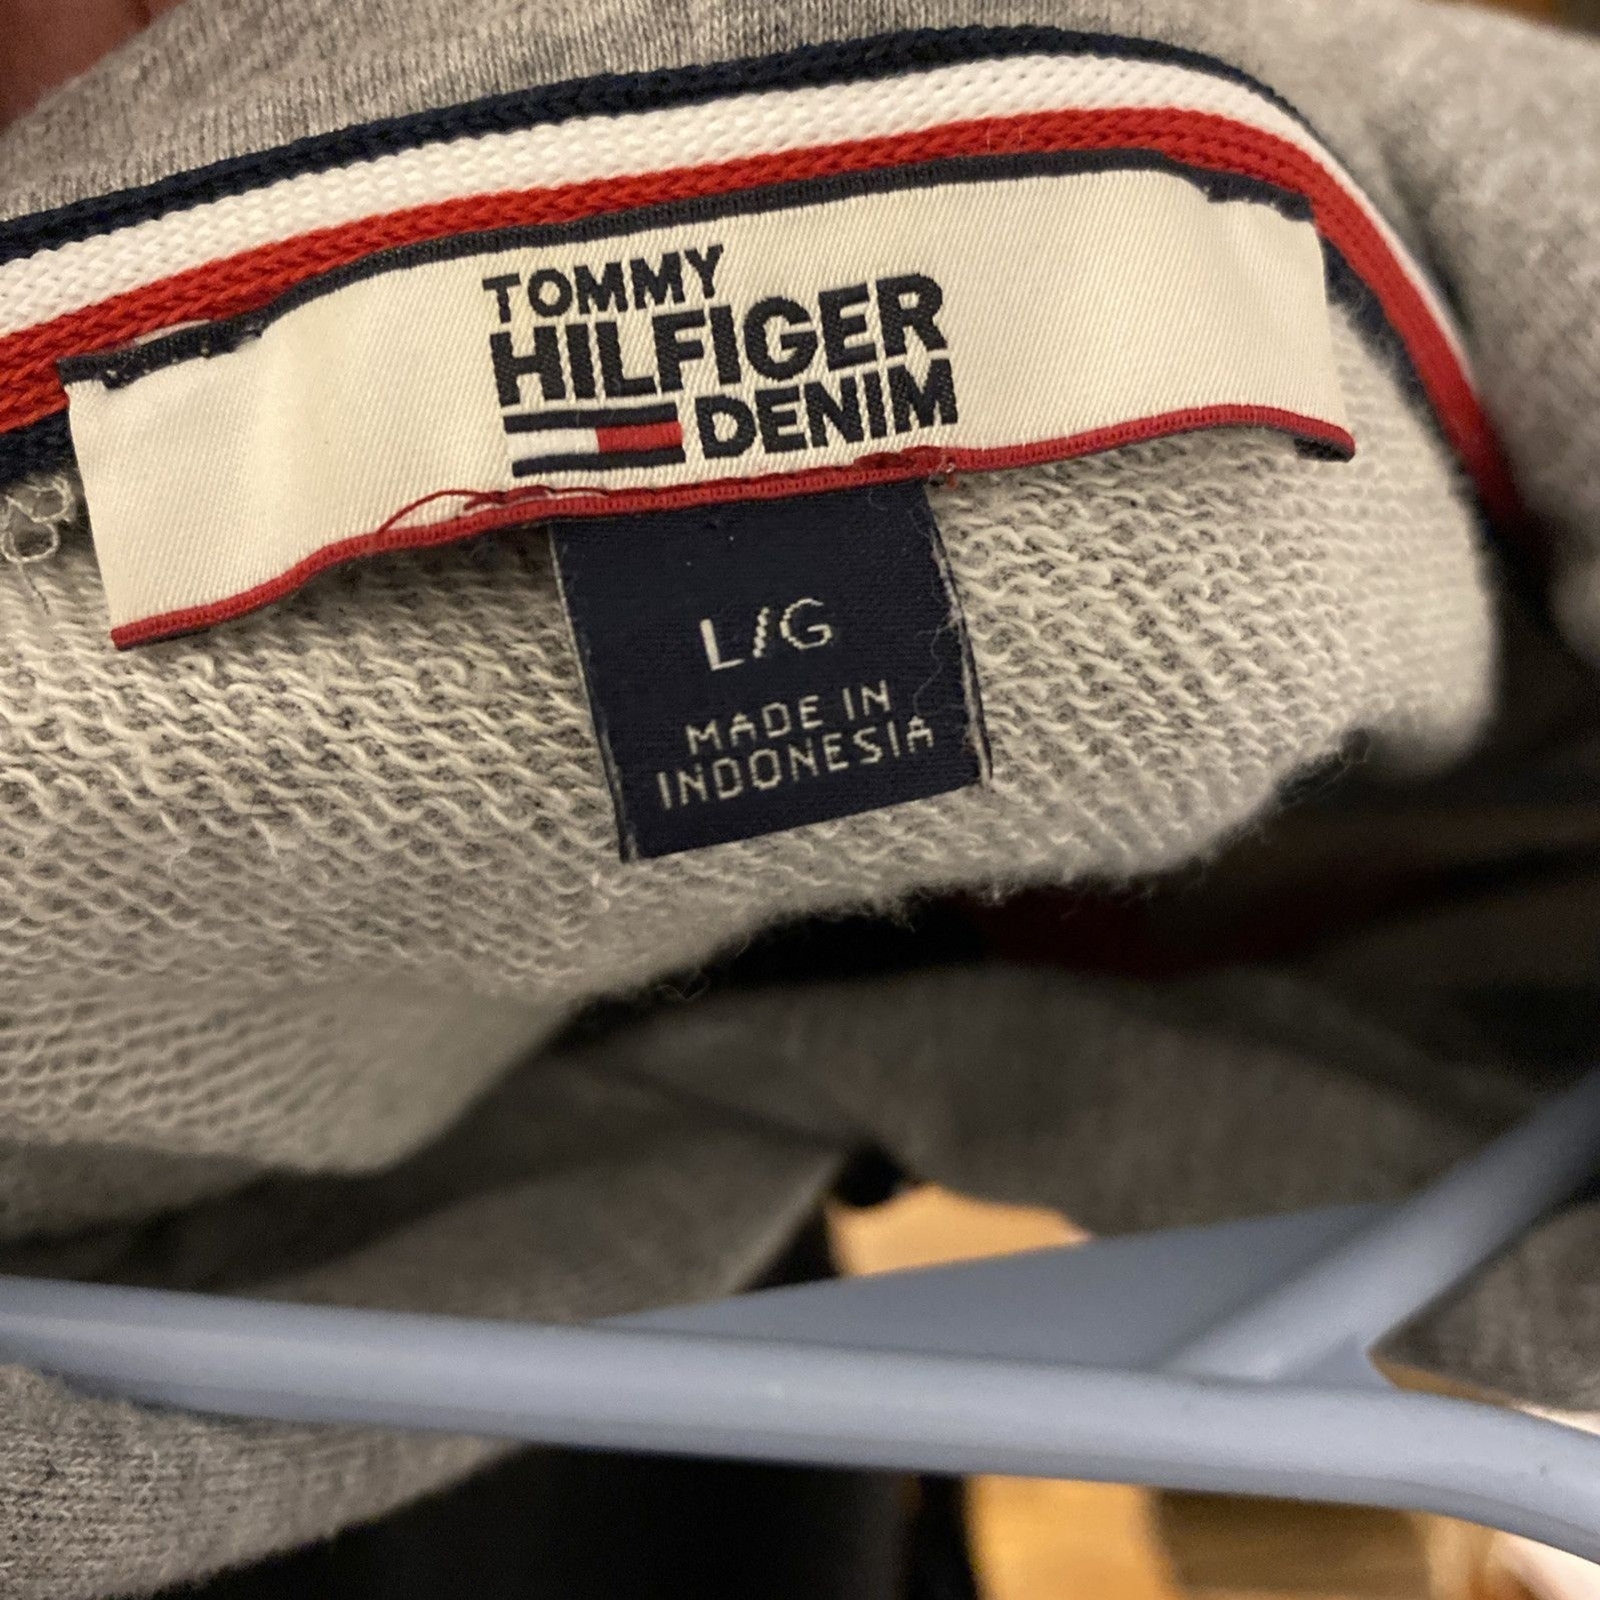 TOMMY
HILFIGER
DENIM
L/G
MADE IN
INDONESIA